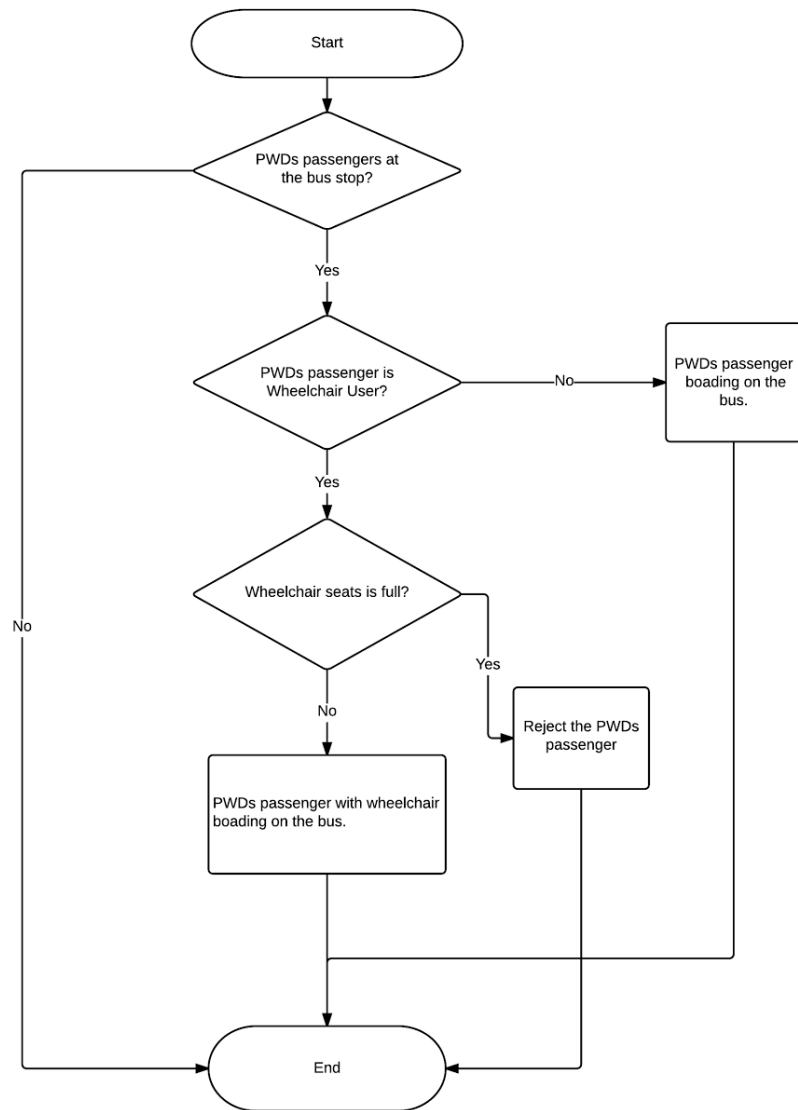 Start
PWDs passengers at
the bus stop?
Yes
PWDs passenger is
Wheelchair User?
No
PWDs passenger
boading on the
bus.
Yes
Wheelchair seats is full?
No
Yes
No
Reject the PWDs
passenger
PWDs passenger with wheelchair
boading on the bus.
End